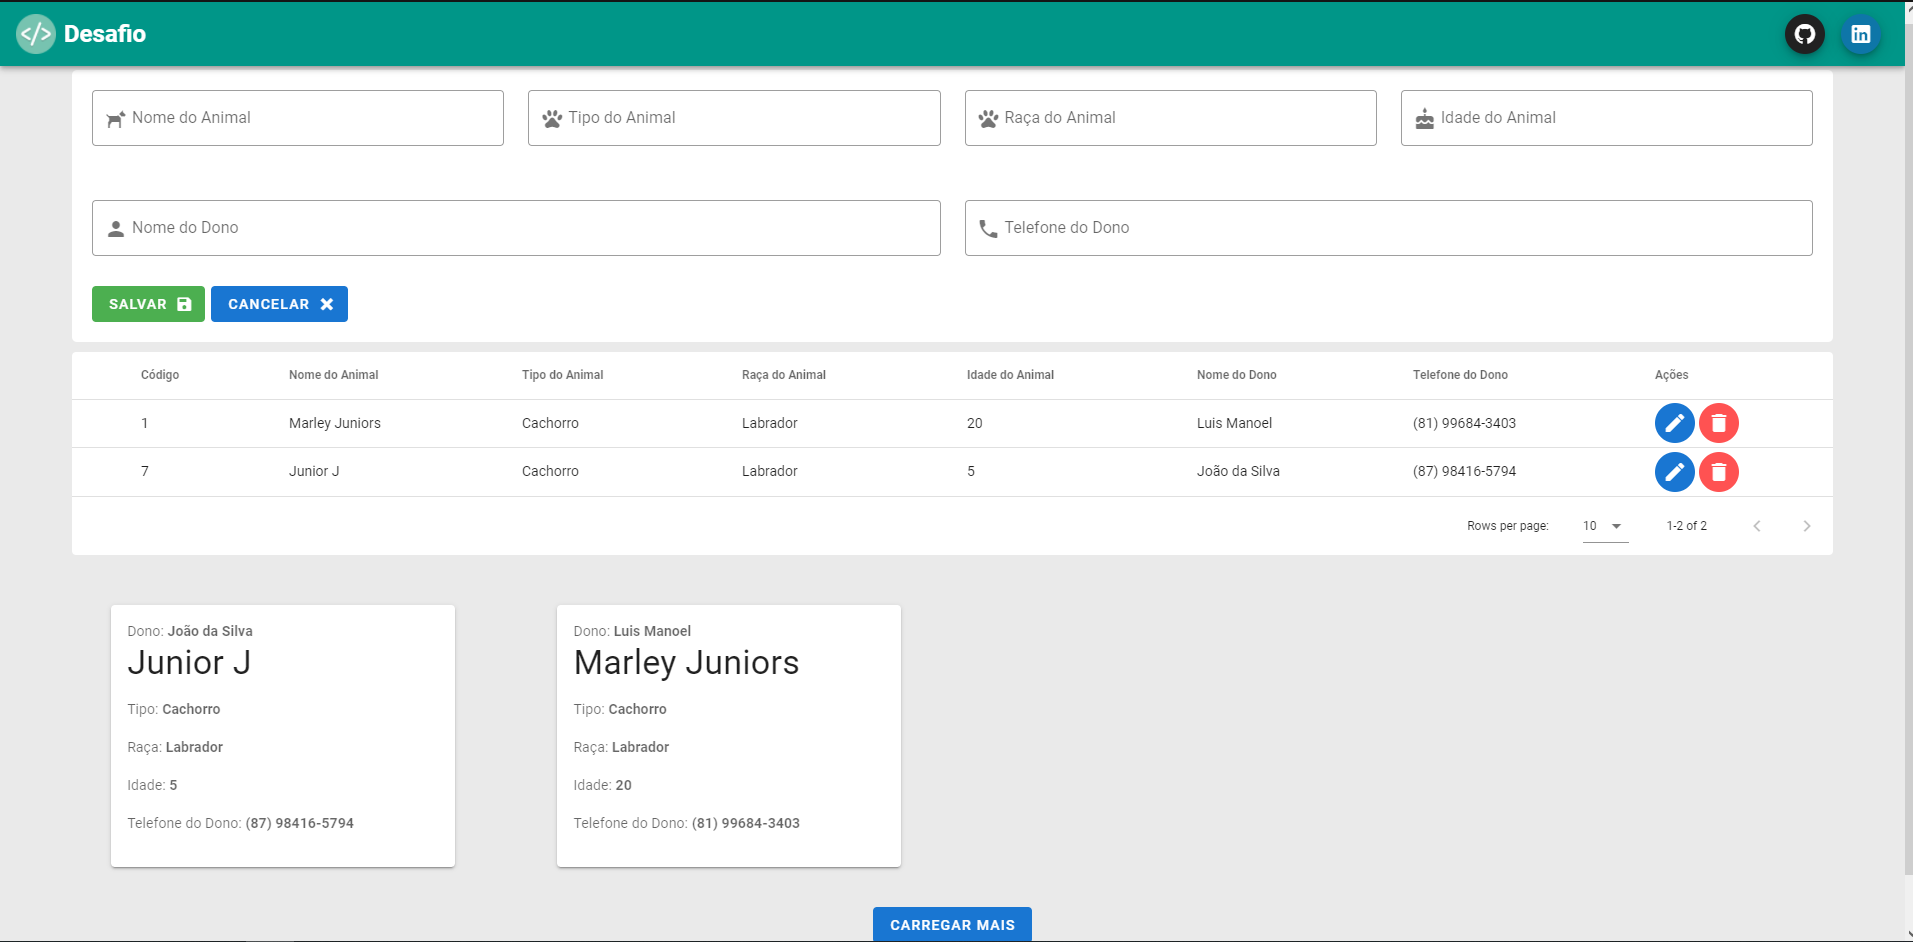 </> Desafio
Nome do Animal
Tipo do Animal
Raça do Animal
Idade do Animal
Nome do Dono
Telefone do Dono
SALVAR
CANCELAR
Código Nome do Animal Tipo do Animal Raça do Animal Idade do Animal Nome do Dono Telefone do Dono Ações
1 Marley Juniors Cachorro Labrador 20 Luis Manoel (81) 99684-3403
7 Junior J Cachorro Labrador 5 João da Silva (87) 98416-5794
Rows per page: 10 1-2 of 2
Dono: João da Silva
Junior J
Tipo: Cachorro
Raça: Labrador
Idade: 5
Telefone do Dono: (87) 98416-5794
Dono: Luis Manoel
Marley Juniors
Tipo: Cachorro
Raça: Labrador
Idade: 20
Telefone do Dono: (81) 99684-3403
CARREGAR MAIS